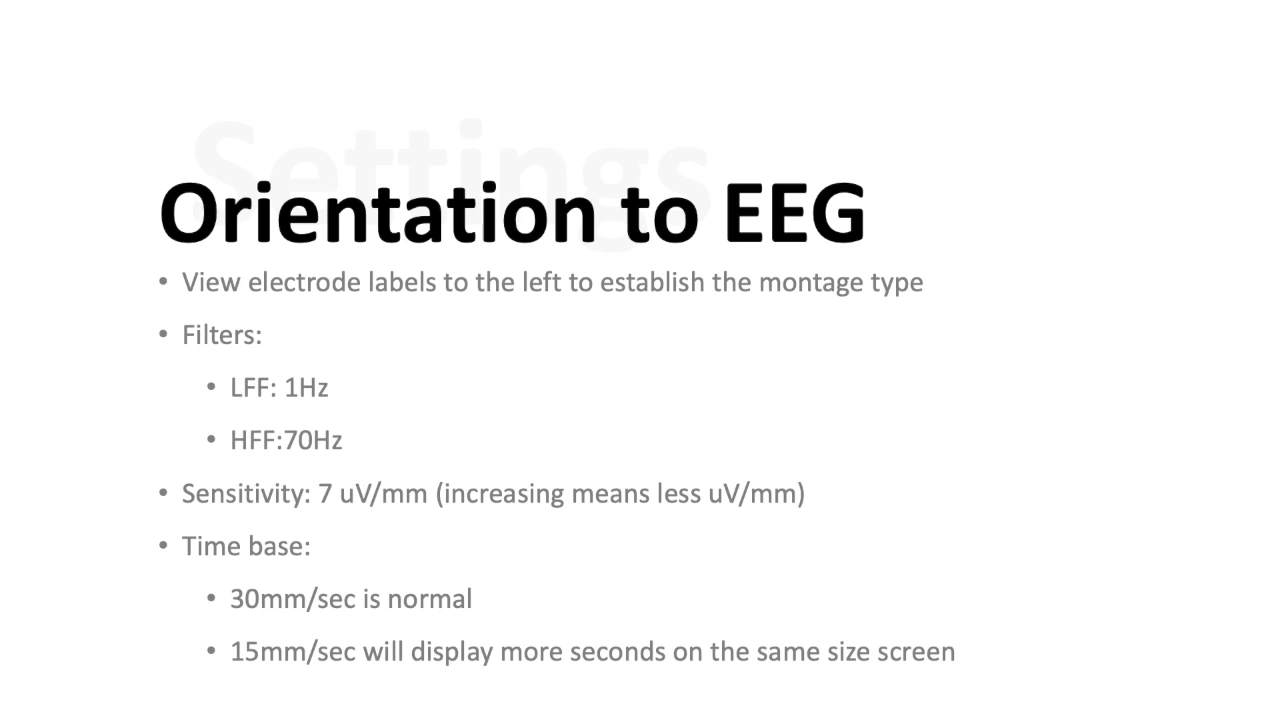 Settings
Orientation to EEG
• View electrode labels to the left to establish the montage type
• Filters:
• LFF: 1Hz
• HFF:70Hz
• Sensitivity: 7 uV/mm (increasing means less uV/mm)
• Time base:
• 30mm/sec is normal
• 15mm/sec will display more seconds on the same size screen